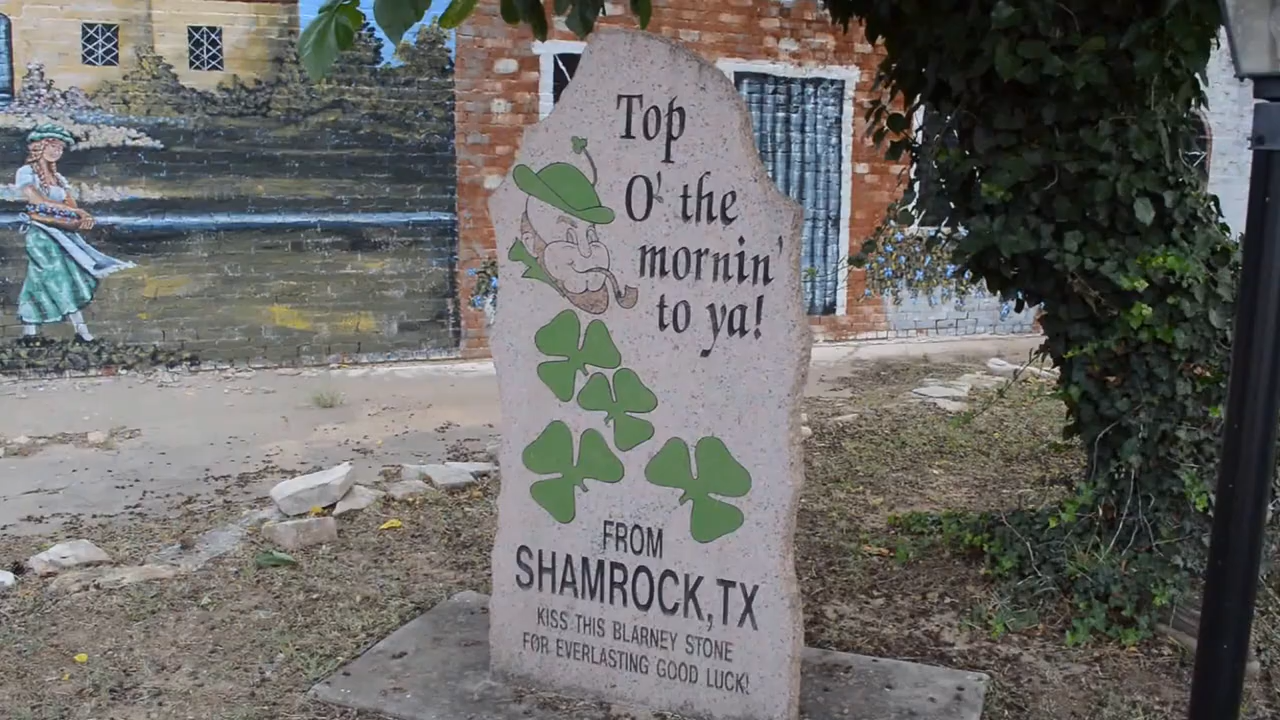 Top
O' the
mornin'
to ya!
FROM
SHAMROCK, TX
KISS THIS BLARNEY STONE
FOR EVERLASTING GOOD LUCK!